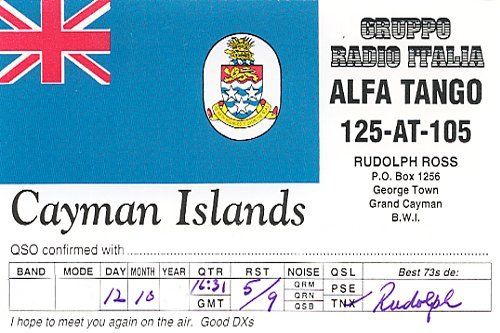 GRUPPO
RADIO ITALIA
ALFA TANGO
125-AT-105
RUDOLPH ROSS
P.O. Box 1256
George Town
Grand Cayman
B.W.I.
Cayman Islands
QSO confirmed with
BAND MODE DAY MONTH YEAR QTR RST NOISE QSL Best 73s de:
12 10 16:31 GMT 5/9 QRM QRN QSB PSE TNX Rudolph
I hope to meet you again on the air. Good DXs